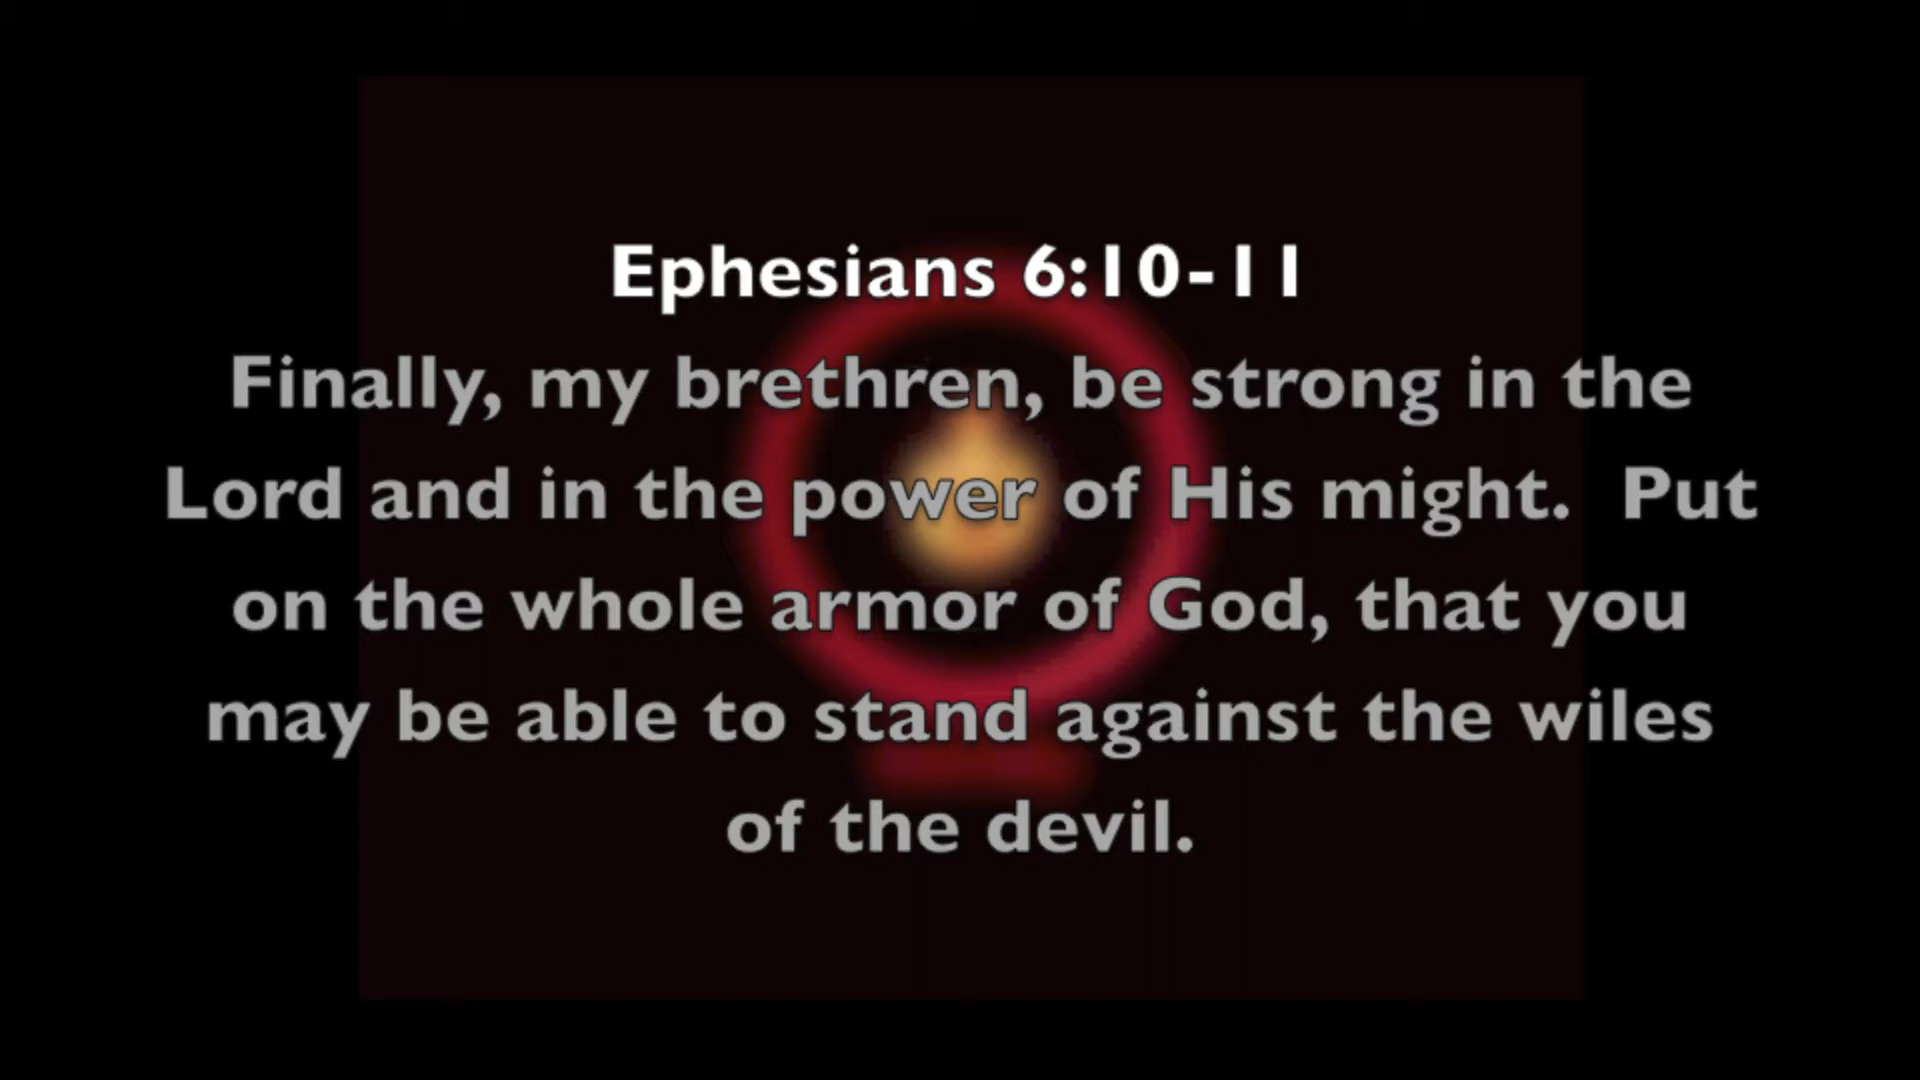 Ephesians 6:10-11
Finally, my brethren, be strong in the
Lord and in the power of His might.  Put
on the whole armor of God, that you
may be able to stand against the wiles
of the devil.